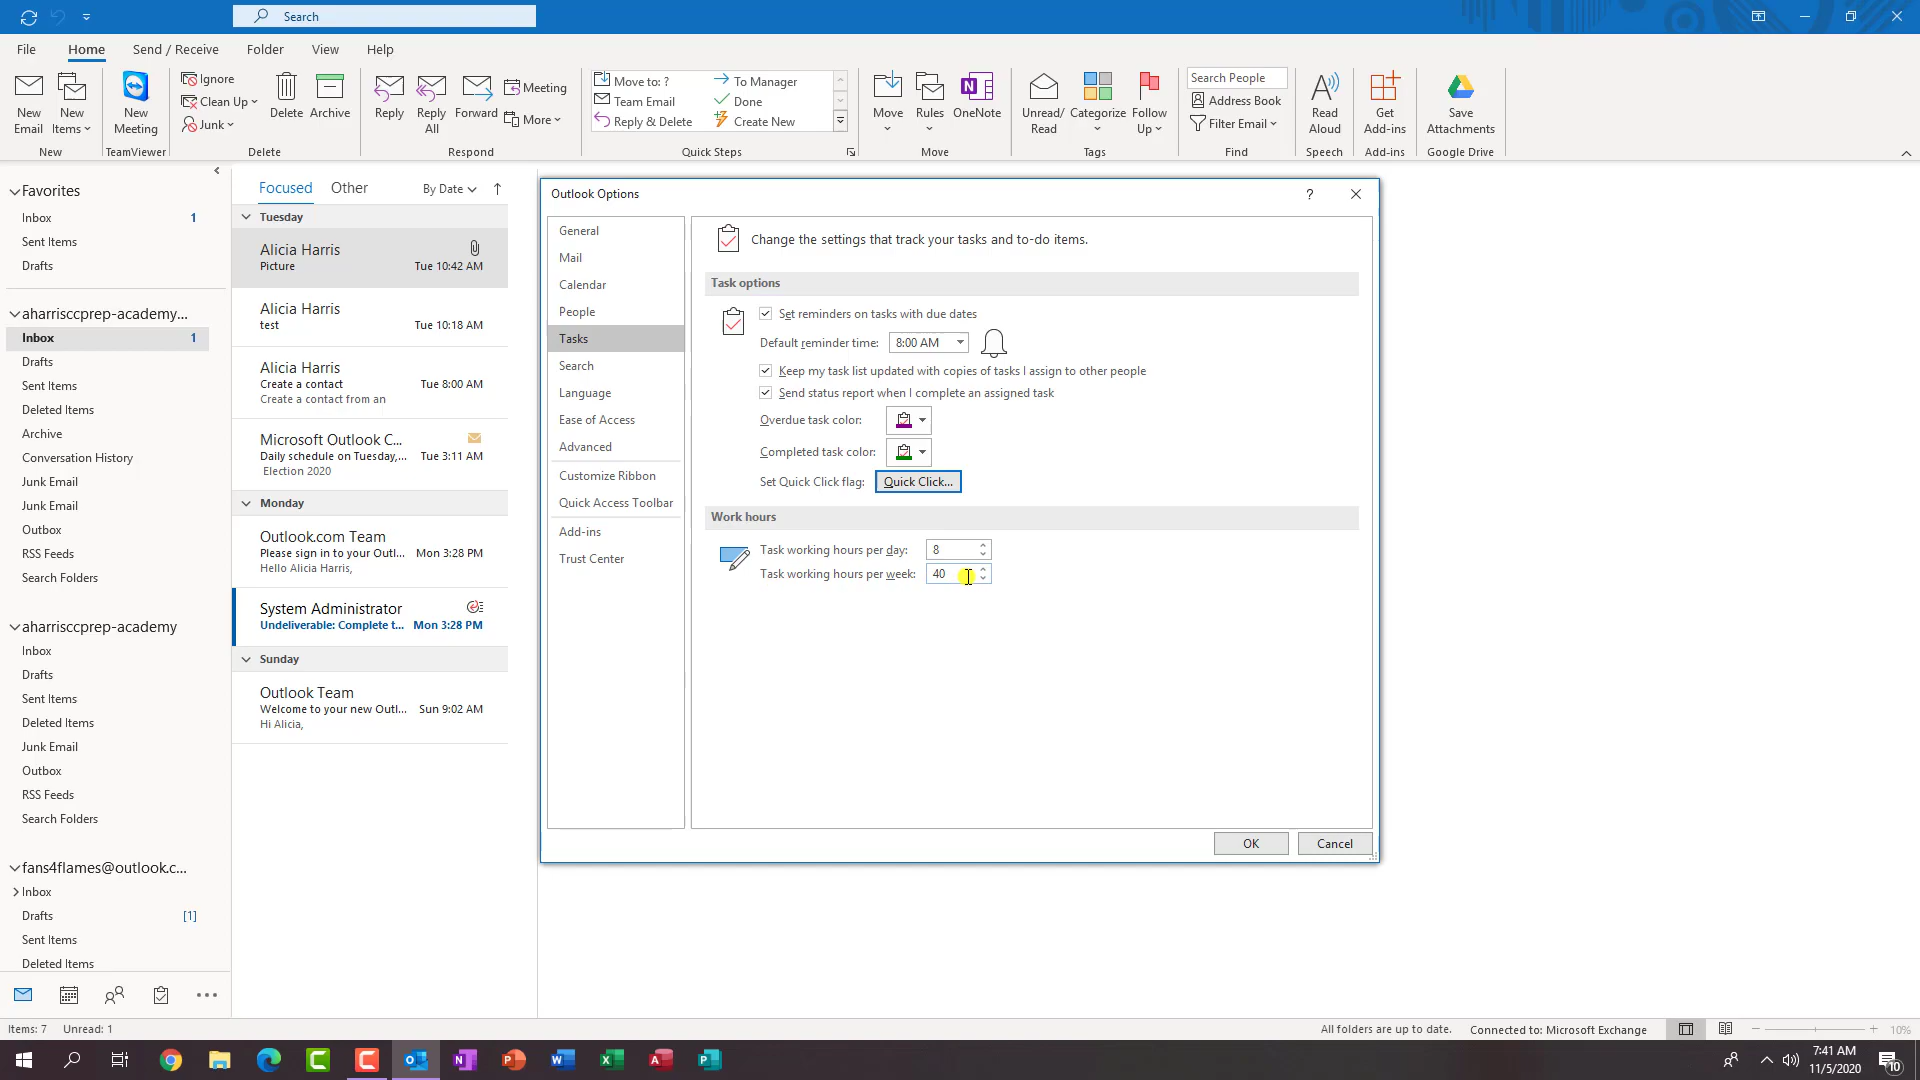 Search
File
Home
Send / Receive
Folder
View
Help
New
Email
New
Items
New
New
Meeting
TeamViewer
Ignore
Clean Up
Junk
Delete
Archive
Delete
Reply
Reply
All
Forward
Meeting
More
Respond
Move to: ?
Team Email
Reply & Delete
To Manager
Done
Create New
Quick Steps
Move
Rules
OneNote
Move
Unread/
Read
Categorize
Follow
Up
Tags
Search People
Address Book
Filter Email
Find
Read
Aloud
Speech
Get
Add-ins
Add-ins
Save
Attachments
Google Drive
Favorites
Inbox 1
Sent Items
Drafts
aharrisccprep-academy...
Inbox 1
Drafts
Sent Items
Deleted Items
Archive
Conversation History
Junk Email
Junk Email
Outbox
RSS Feeds
Search Folders
aharrisccprep-academy
Inbox
Drafts
Sent Items
Deleted Items
Junk Email
Outbox
RSS Feeds
Search Folders
fans4flames@outlook.c...
Inbox
Drafts [1]
Sent Items
Deleted Items
Focused Other By Date
Tuesday
Alicia Harris
Picture Tue 10:42 AM
Alicia Harris
test Tue 10:18 AM
Alicia Harris
Create a contact Tue 8:00 AM
Create a contact from an
Microsoft Outlook C...
Daily schedule on Tuesday,... Tue 3:11 AM
Election 2020
Monday
Outlook.com Team
Please sign in to your Outl... Mon 3:28 PM
Hello Alicia Harris,
System Administrator
Undeliverable: Complete t... Mon 3:28 PM
Sunday
Outlook Team
Welcome to your new Outl... Sun 9:02 AM
Hi Alicia,
Outlook Options ?
General
Mail
Calendar
People
Tasks
Search
Language
Ease of Access
Advanced
Customize Ribbon
Quick Access Toolbar
Add-ins
Trust Center
Change the settings that track your tasks and to-do items.
Task options
Set reminders on tasks with due dates
Default reminder time: 8:00 AM
Keep my task list updated with copies of tasks I assign to other people
Send status report when I complete an assigned task
Overdue task color:
Completed task color:
Set Quick Click flag: Quick Click...
Work hours
Task working hours per day: 8
Task working hours per week: 40
OK Cancel
Items: 7 Unread: 1 All folders are up to date. Connected to: Microsoft Exchange 10%
7:41 AM
11/5/2020
10